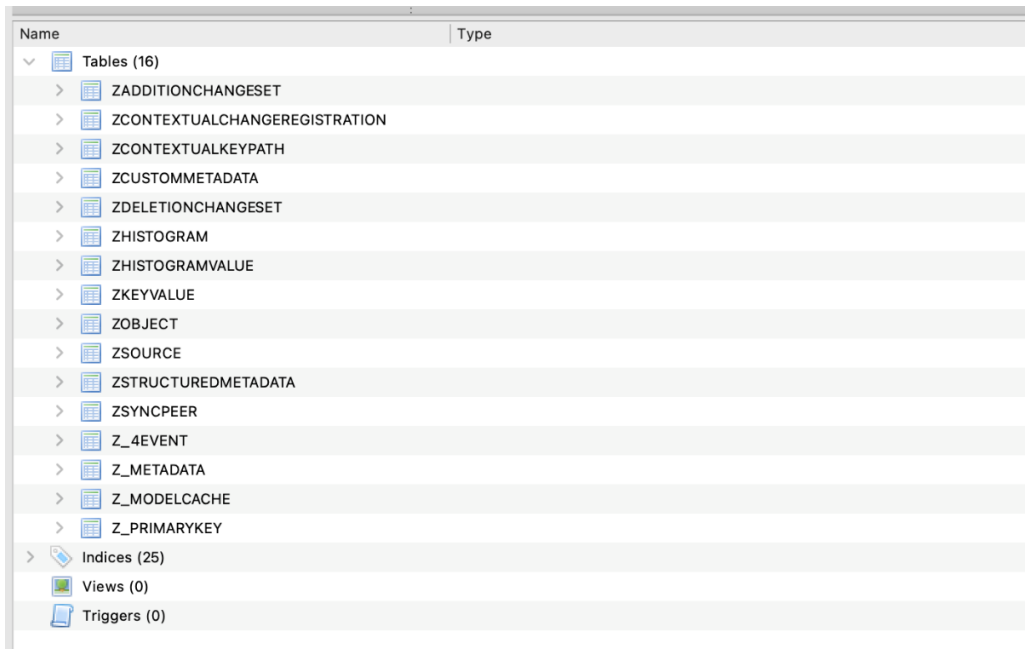 Name Type
Tables (16)
ZADDITIONCHANGESET
ZCONTEXTUALCHANGEREGISTRATION
ZCONTEXTUALKEYPATH
ZCUSTOMMETADATA
ZDELETIONCHANGESET
ZHISTOGRAM
ZHISTOGRAMVALUE
ZKEYVALUE
ZOBJECT
ZSOURCE
ZSTRUCTUREDMETADATA
ZSYNCPEER
Z_4EVENT
Z_METADATA
Z_MODELCACHE
Z_PRIMARYKEY
Indices (25)
Views (0)
Triggers (0)